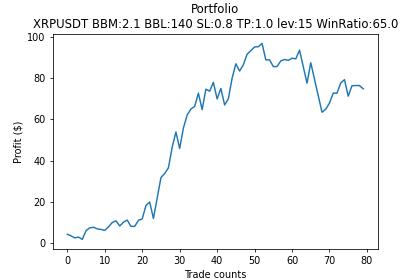 Portfolio
XRPUSDT BBM:2.1 BBL:140 SL:0.8 TP:1.0 lev:15 WinRatio:65.0
100
80
60
40
20
0
Profit ($)
0 10 20 30 40 50 60 70 80
Trade counts